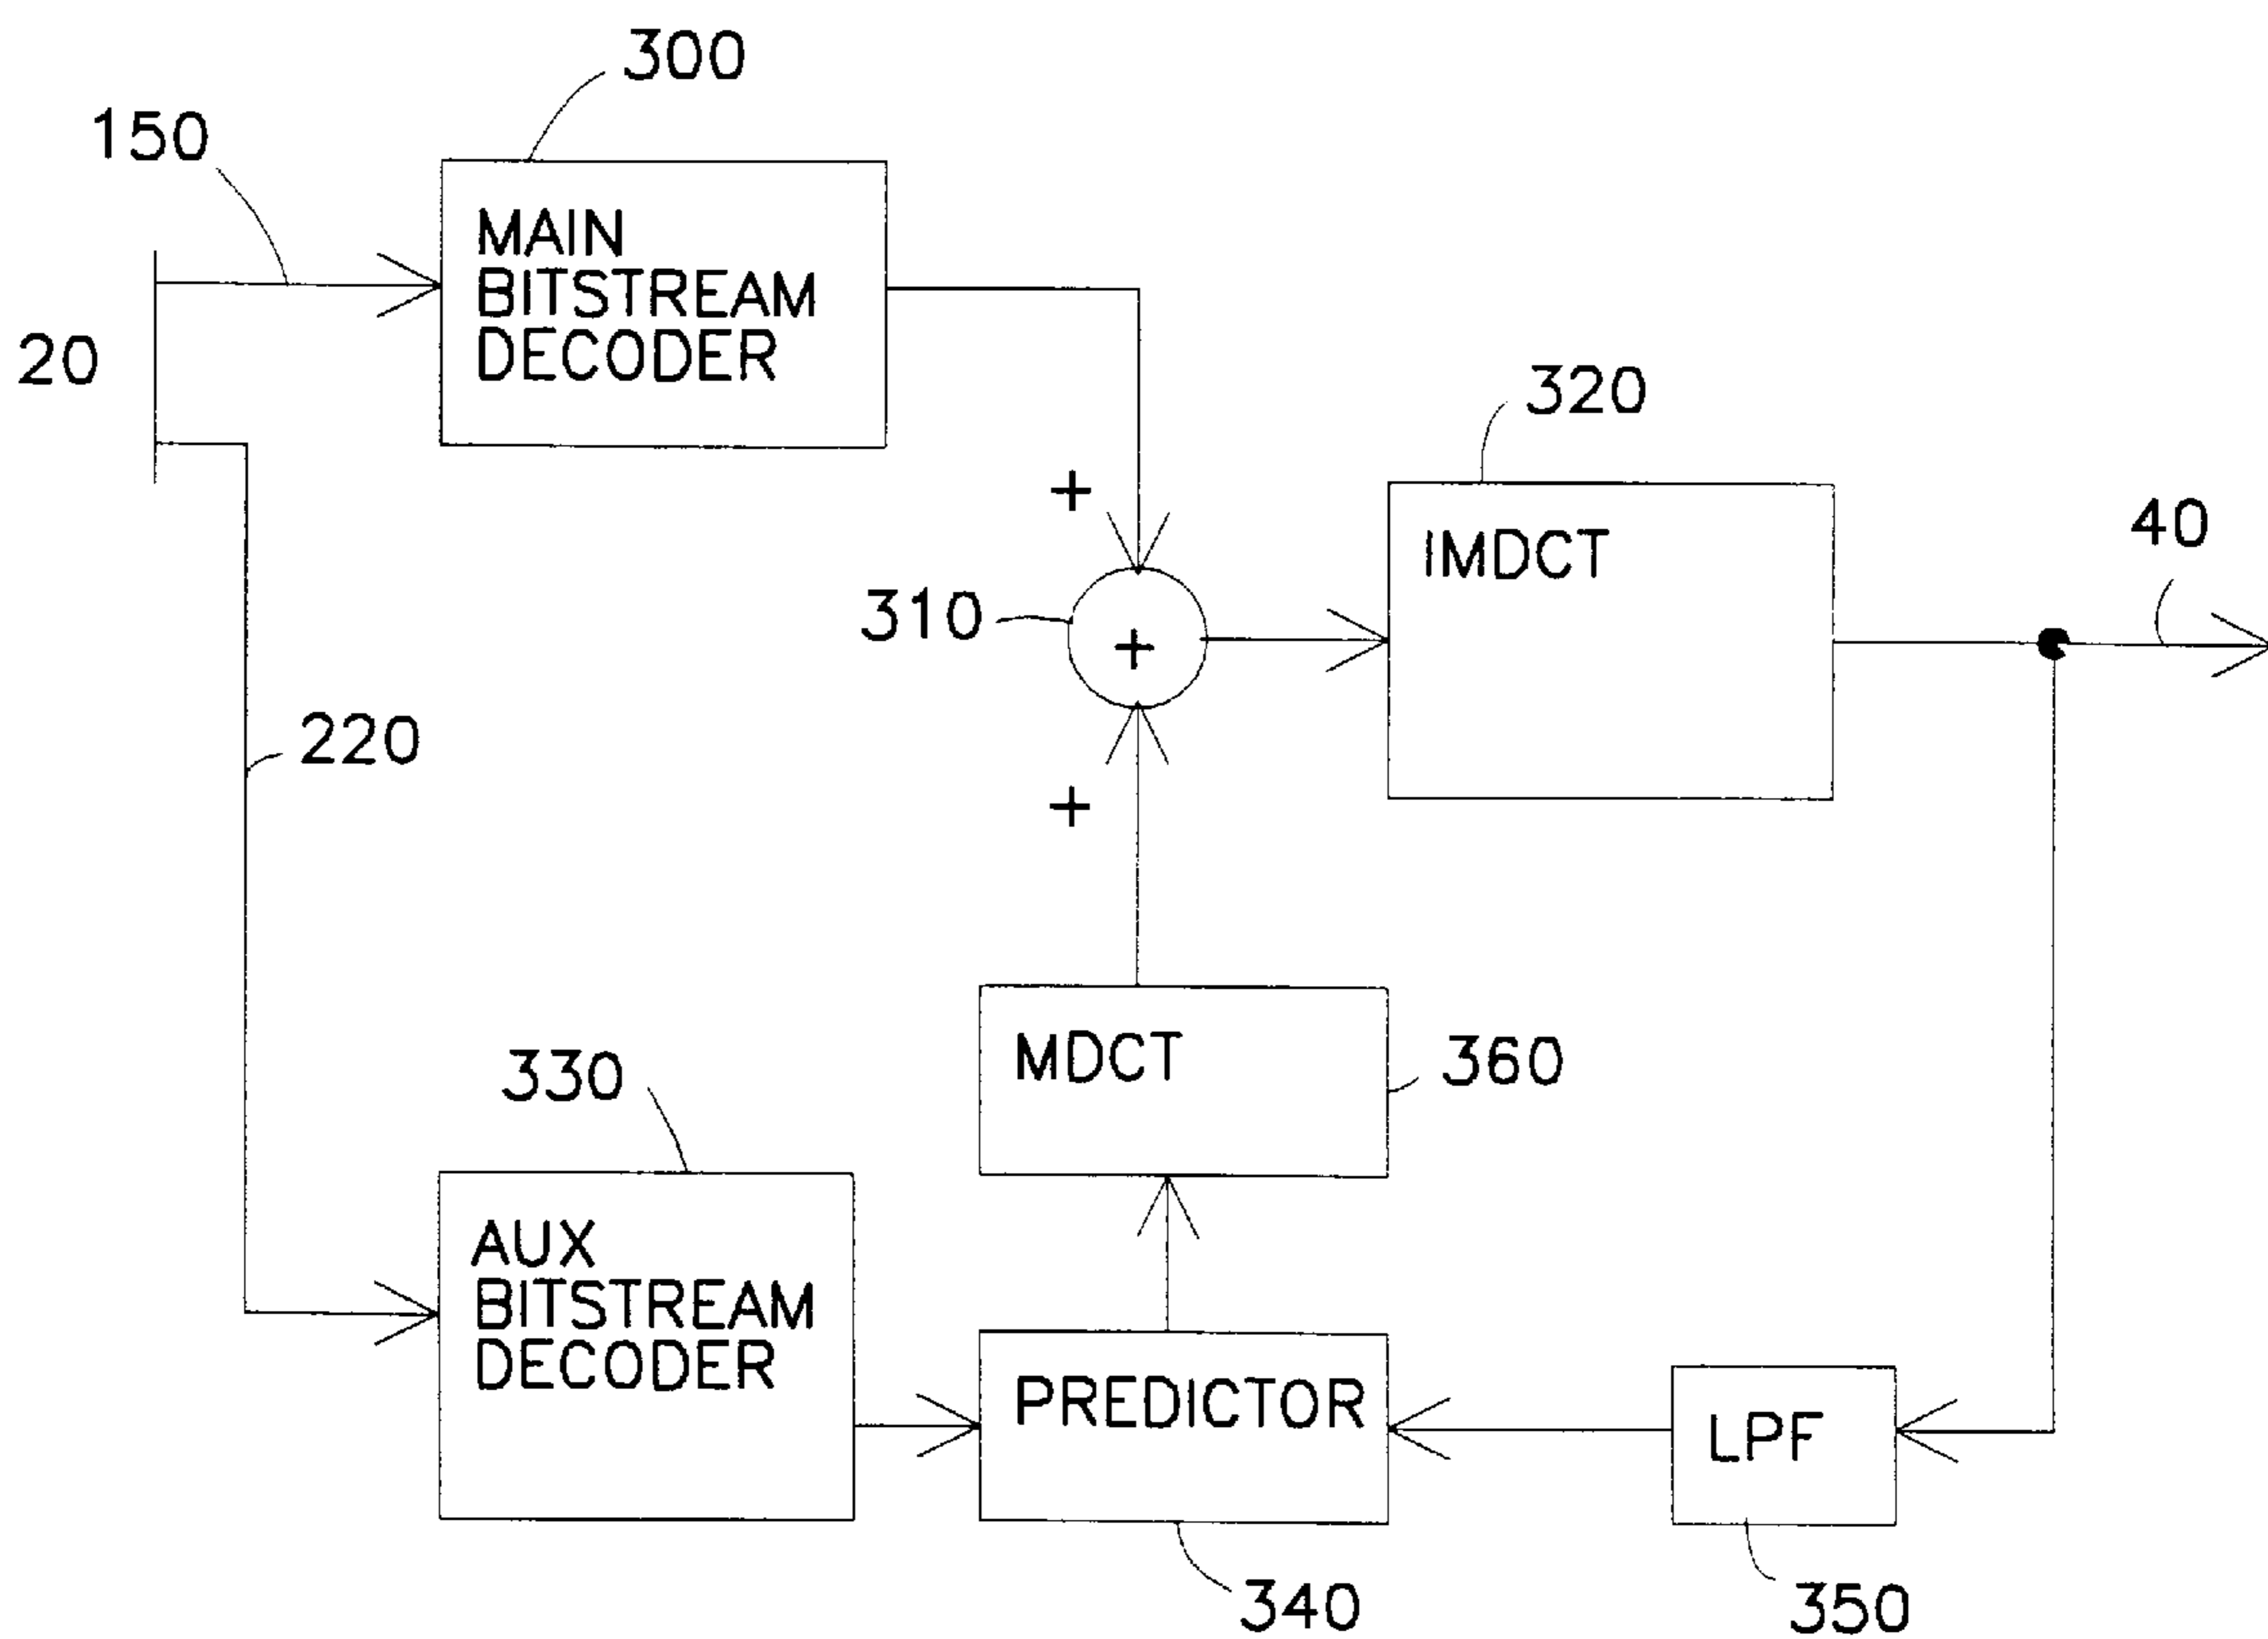 300
150
MAIN
BITSTREAM
DECODER
20
320
+
IMDCT
40
310
+
220
+
MDCT
360
330
AUX
BITSTREAM
DECODER
PREDICTOR
LPF
340
350